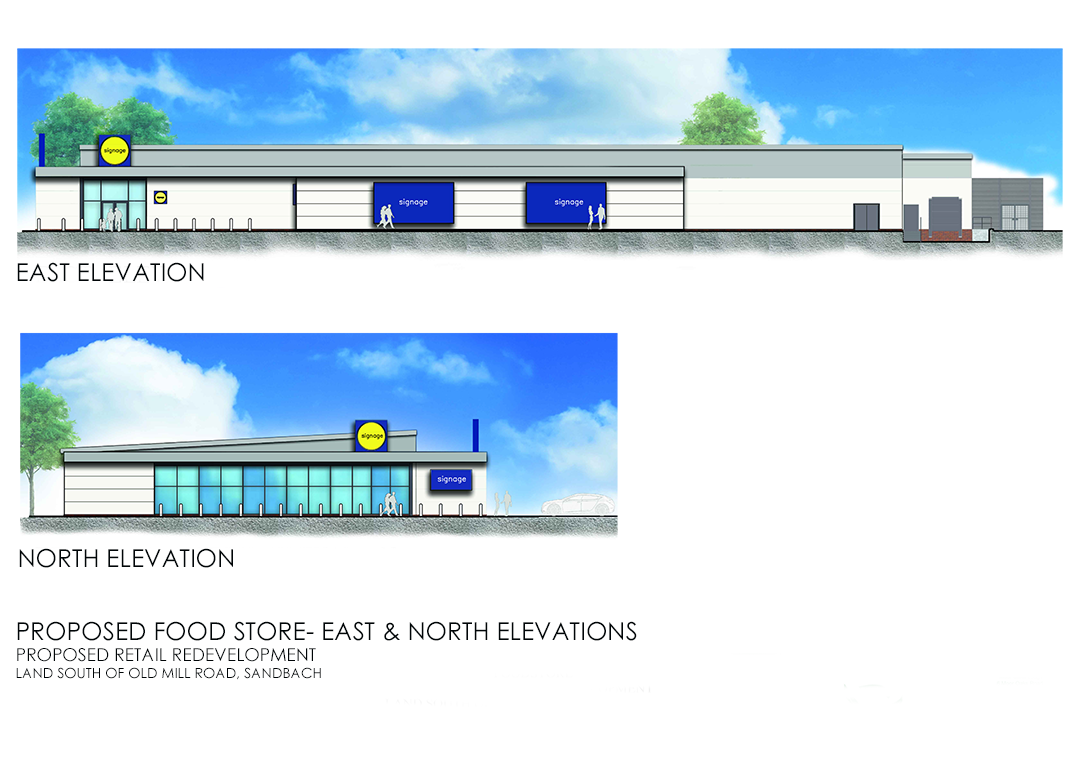 signage
signage
signage
EAST ELEVATION
signage
signage
NORTH ELEVATION
PROPOSED FOOD STORE- EAST & NORTH ELEVATIONS
PROPOSED RETAIL REDEVELOPMENT
LAND SOUTH OF OLD MILL ROAD, SANDBACH